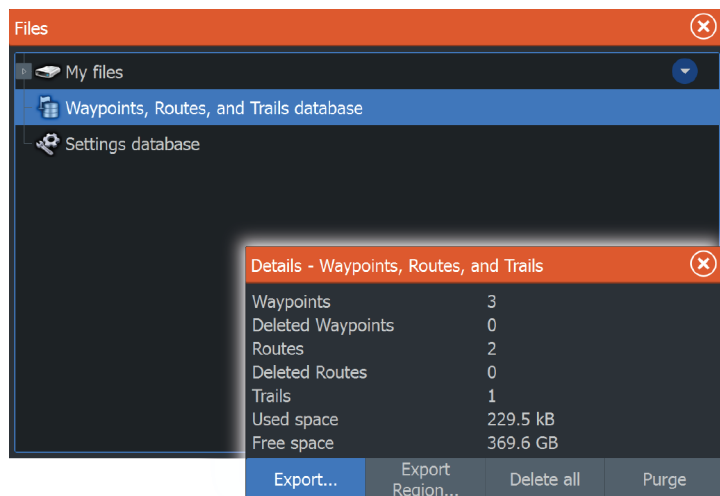 Files
My files
Waypoints, Routes, and Trails database
Settings database
Details - Waypoints, Routes, and Trails
Waypoints 3
Deleted Waypoints 0
Routes 2
Deleted Routes 0
Trails 1
Used space 229.5 kB
Free space 369.6 GB
Export... Export Region... Delete all Purge